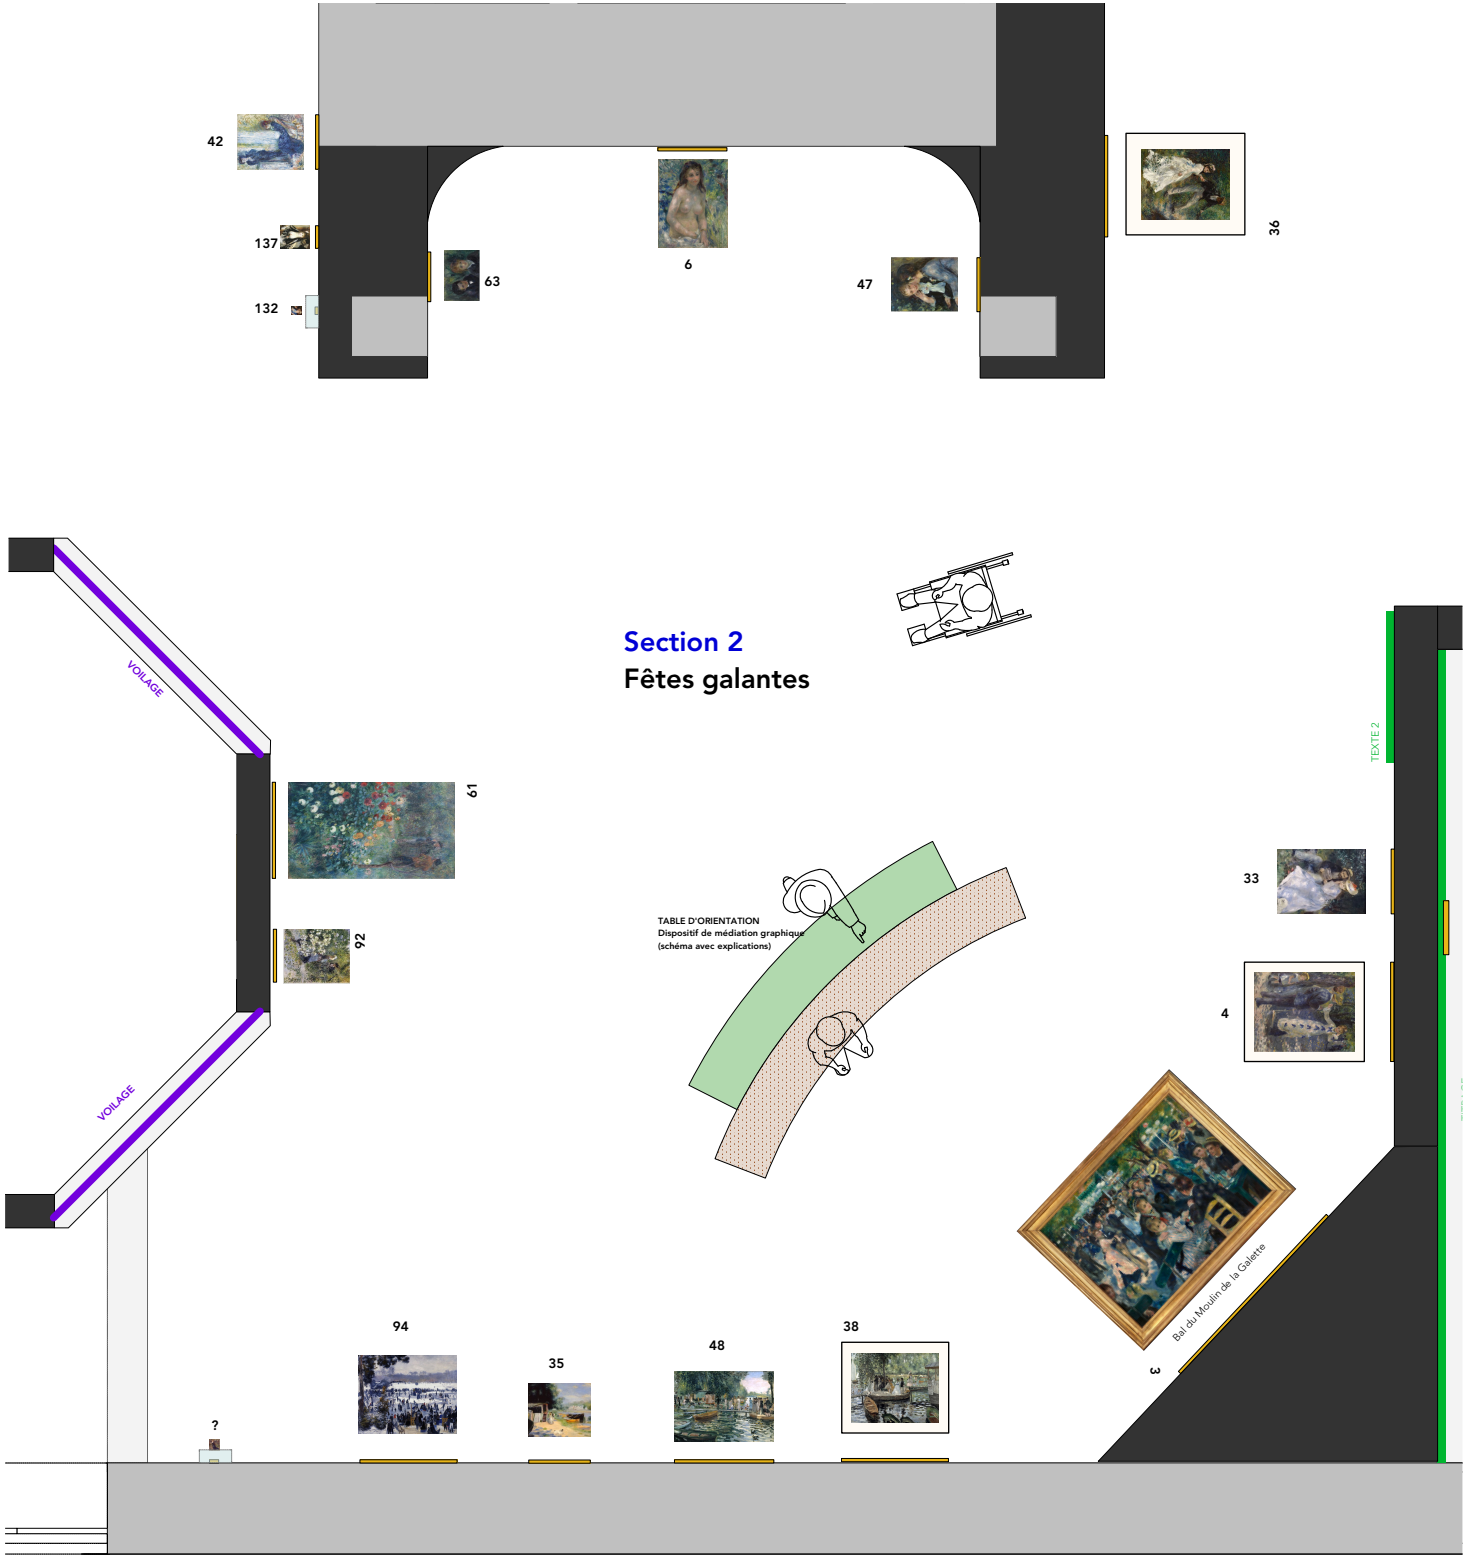 42
137
132
63
6
47
36
Section 2
Fêtes galantes
VOILAGE
TEXTE 2
61
92
33
4
TABLE D'ORIENTATION
Dispositif de médiation graphique
(schéma avec explications)
VOILAGE
Bal du Moulin de la Galette
3
94
35
48
38
?